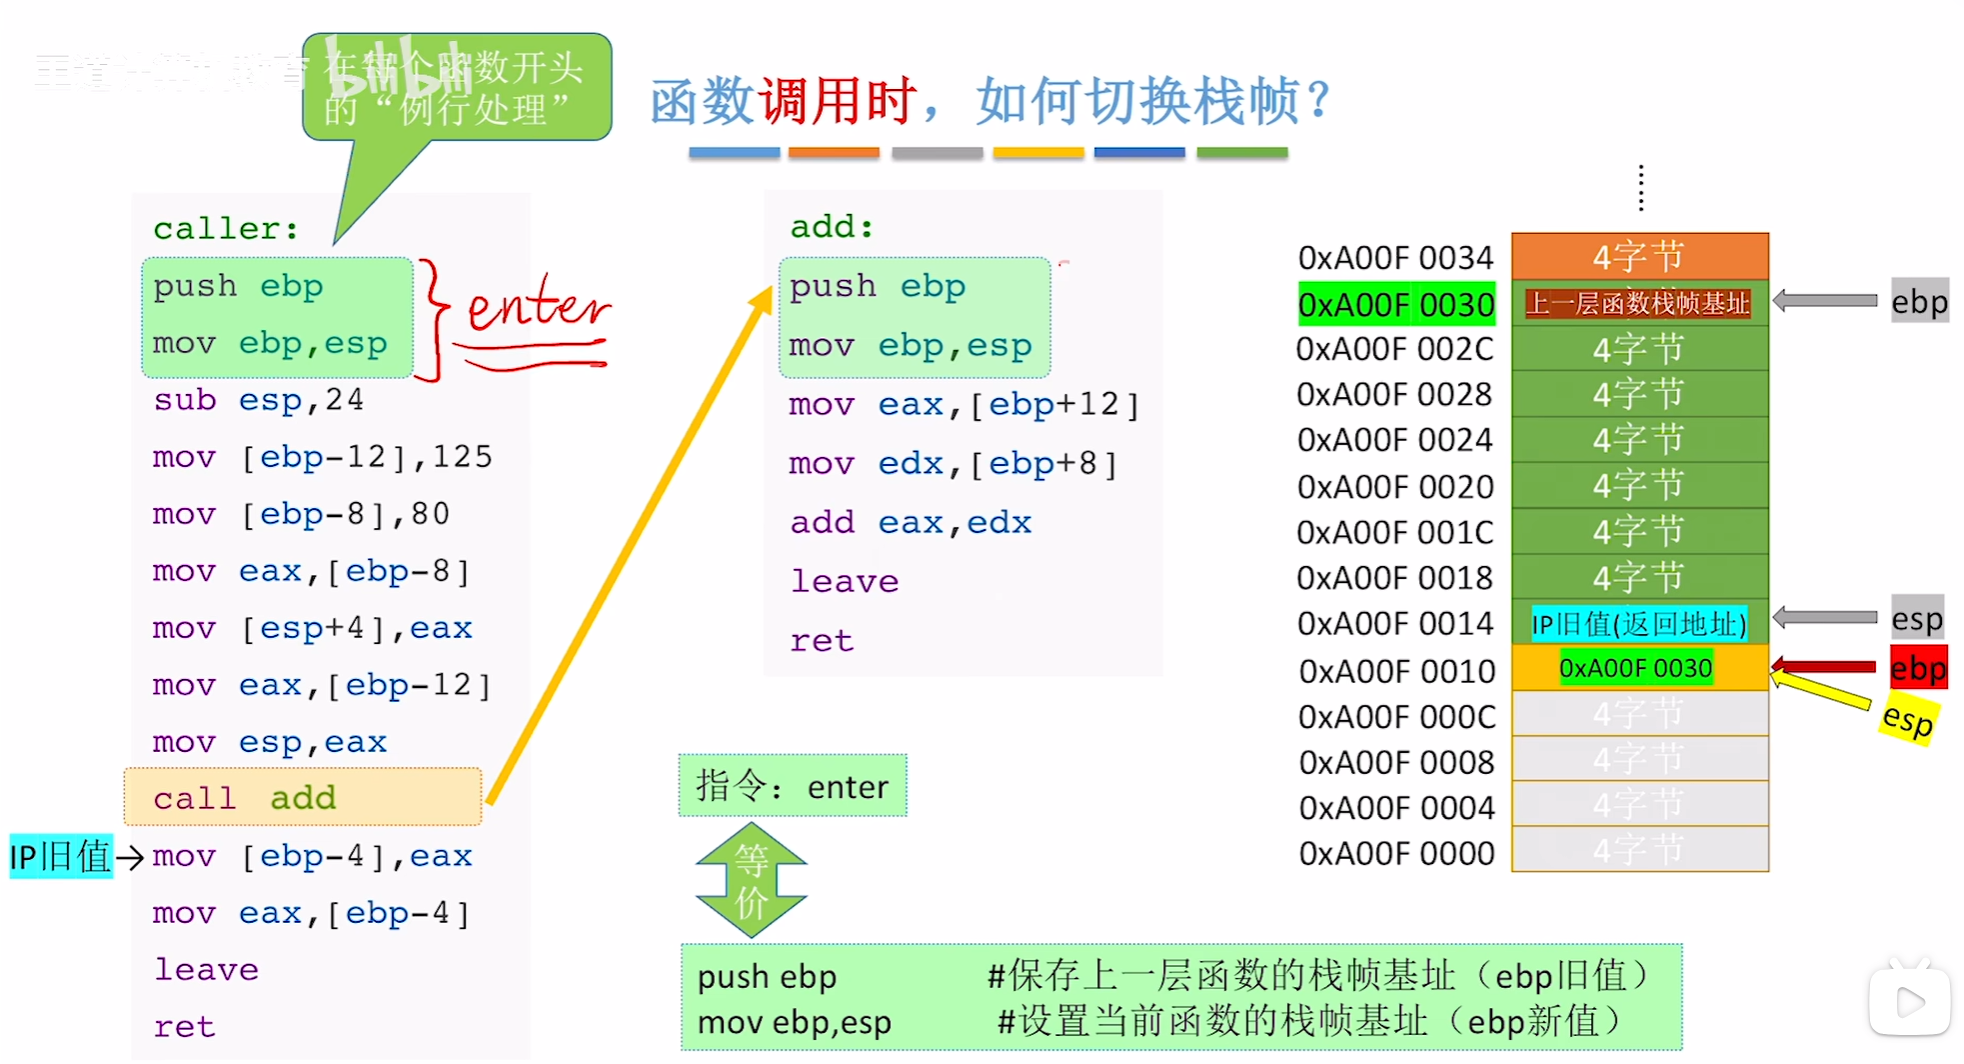 在每个函数开头
的“例行处理”
函数调用时，如何切换栈帧？
caller:
push ebp
mov ebp,esp
sub esp,24
mov [ebp-12],125
mov [ebp-8],80
mov eax,[ebp-8]
mov [esp+4],eax
mov eax,[ebp-12]
mov esp,eax
call add
IP旧值→mov [ebp-4],eax
mov eax,[ebp-4]
leave
ret
enter
add:
push ebp
mov ebp,esp
mov eax,[ebp+12]
mov edx,[ebp+8]
add eax,edx
leave
ret
指令：enter
等
价
push ebp #保存上一层函数的栈帧基址（ebp旧值）
mov ebp,esp #设置当前函数的栈帧基址（ebp新值）
0xA00F 0034 4字节
0xA00F 0030 上一层函数栈帧基址 ebp
0xA00F 002C 4字节
0xA00F 0028 4字节
0xA00F 0024 4字节
0xA00F 0020 4字节
0xA00F 001C 4字节
0xA00F 0018 4字节
0xA00F 0014 IP旧值(返回地址) esp
0xA00F 0010 0xA00F 0030 ebp
esp
0xA00F 000C 4字节
0xA00F 0008 4字节
0xA00F 0004 4字节
0xA00F 0000 4字节
bilibili